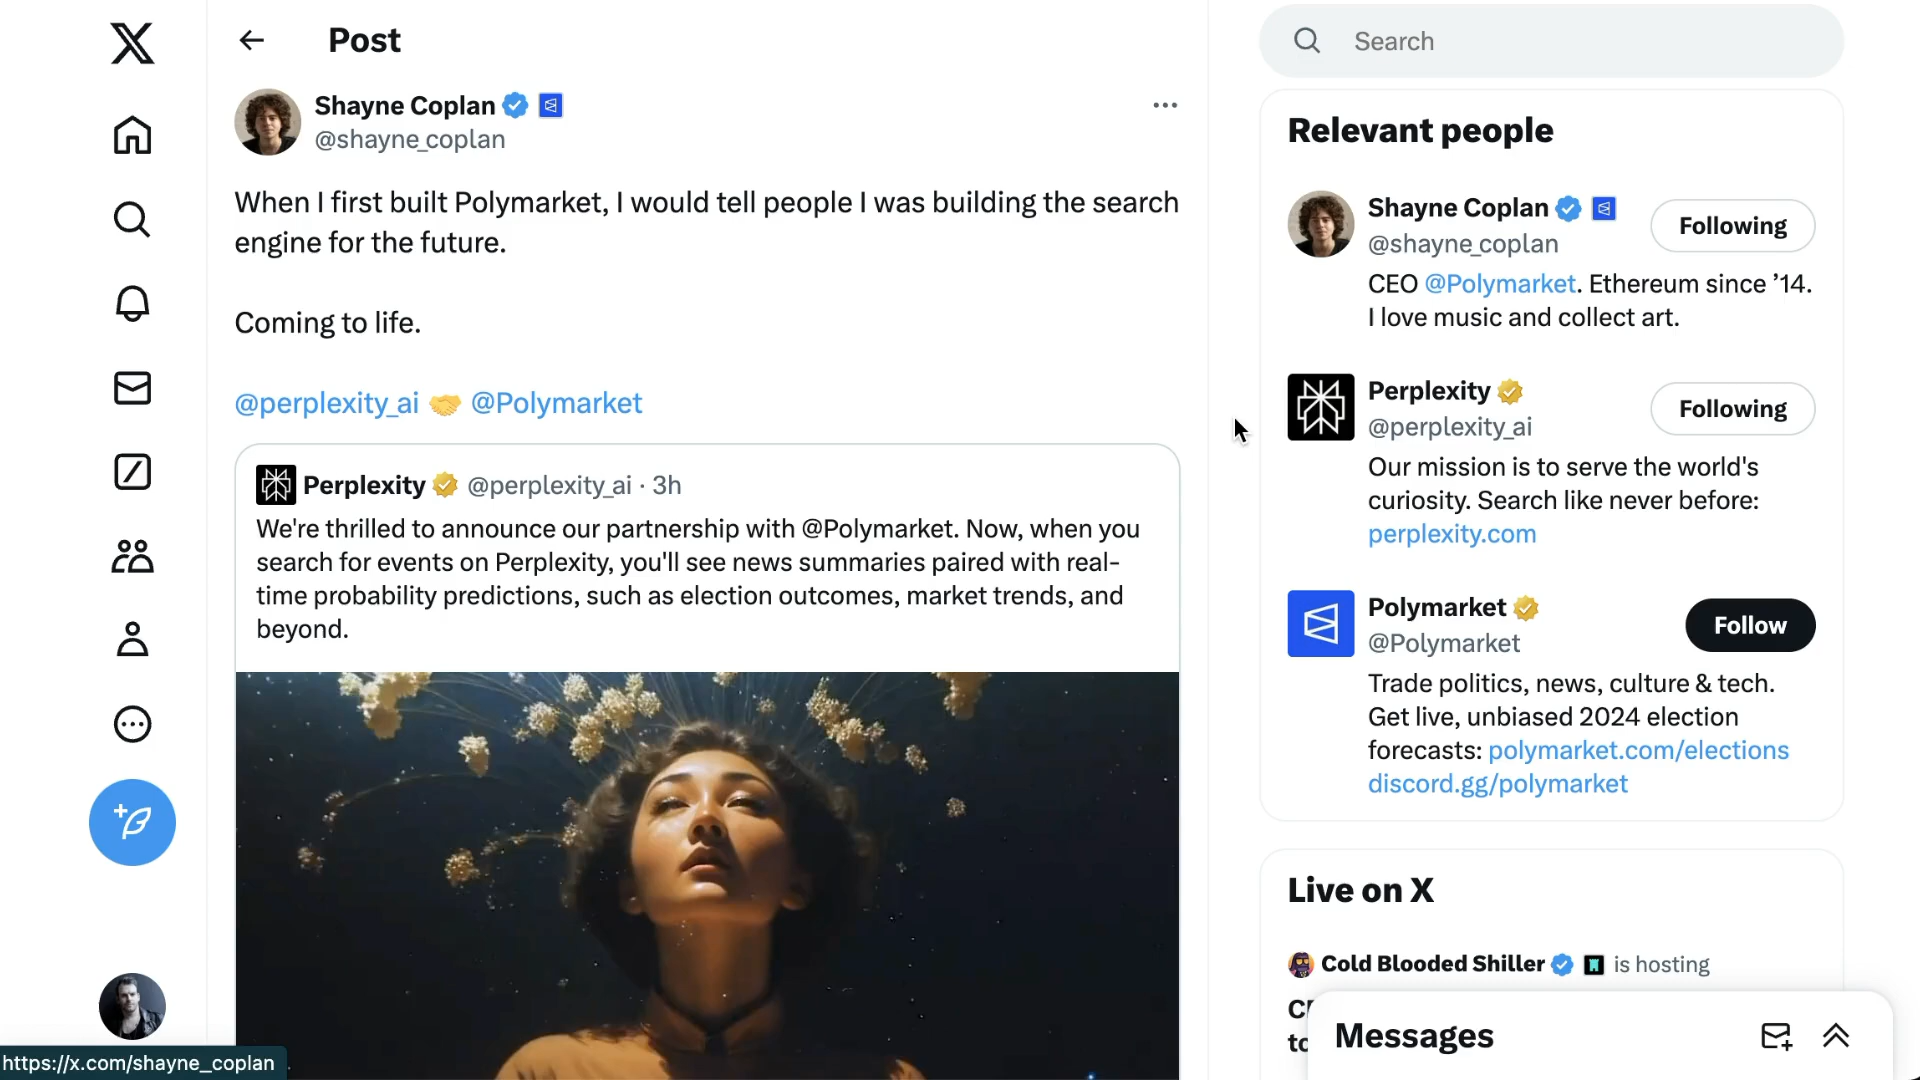 Post
Shayne Coplan
@shayne_coplan
When I first built Polymarket, I would tell people I was building the search
engine for the future.
Coming to life.
@perplexity_ai 🤝 @Polymarket
Perplexity @perplexity_ai · 3h
We're thrilled to announce our partnership with @Polymarket. Now, when you
search for events on Perplexity, you'll see news summaries paired with real-
time probability predictions, such as election outcomes, market trends, and
beyond.
Search
Relevant people
Shayne Coplan
@shayne_coplan
Following
CEO @Polymarket. Ethereum since ’14.
I love music and collect art.
Perplexity
@perplexity_ai
Following
Our mission is to serve the world's
curiosity. Search like never before:
perplexity.com
Polymarket
@Polymarket
Follow
Trade politics, news, culture & tech.
Get live, unbiased 2024 election
forecasts: polymarket.com/elections
discord.gg/polymarket
Live on X
Cold Blooded Shiller is hosting
Messages
https://x.com/shayne_coplan